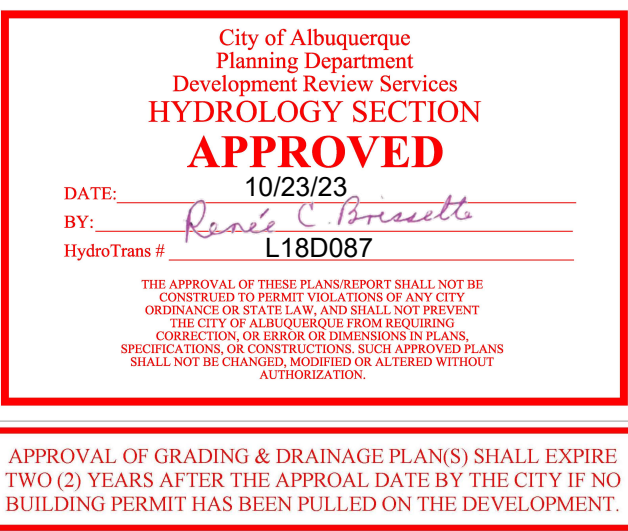 City of Albuquerque
Planning Department
Development Review Services
HYDROLOGY SECTION
APPROVED
DATE: 10/23/23
BY: Renée C. Brissette
HydroTrans # L18D087
THE APPROVAL OF THESE PLANS/REPORT SHALL NOT BE
CONSTRUED TO PERMIT VIOLATIONS OF ANY CITY
ORDINANCE OR STATE LAW, AND SHALL NOT PREVENT
THE CITY OF ALBUQUERQUE FROM REQUIRING
CORRECTION, OR ERROR OR DIMENSIONS IN PLANS,
SPECIFICATIONS, OR CONSTRUCTIONS. SUCH APPROVED PLANS
SHALL NOT BE CHANGED, MODIFIED OR ALTERED WITHOUT
AUTHORIZATION.
APPROVAL OF GRADING & DRAINAGE PLAN(S) SHALL EXPIRE
TWO (2) YEARS AFTER THE APPROAL DATE BY THE CITY IF NO
BUILDING PERMIT HAS BEEN PULLED ON THE DEVELOPMENT.